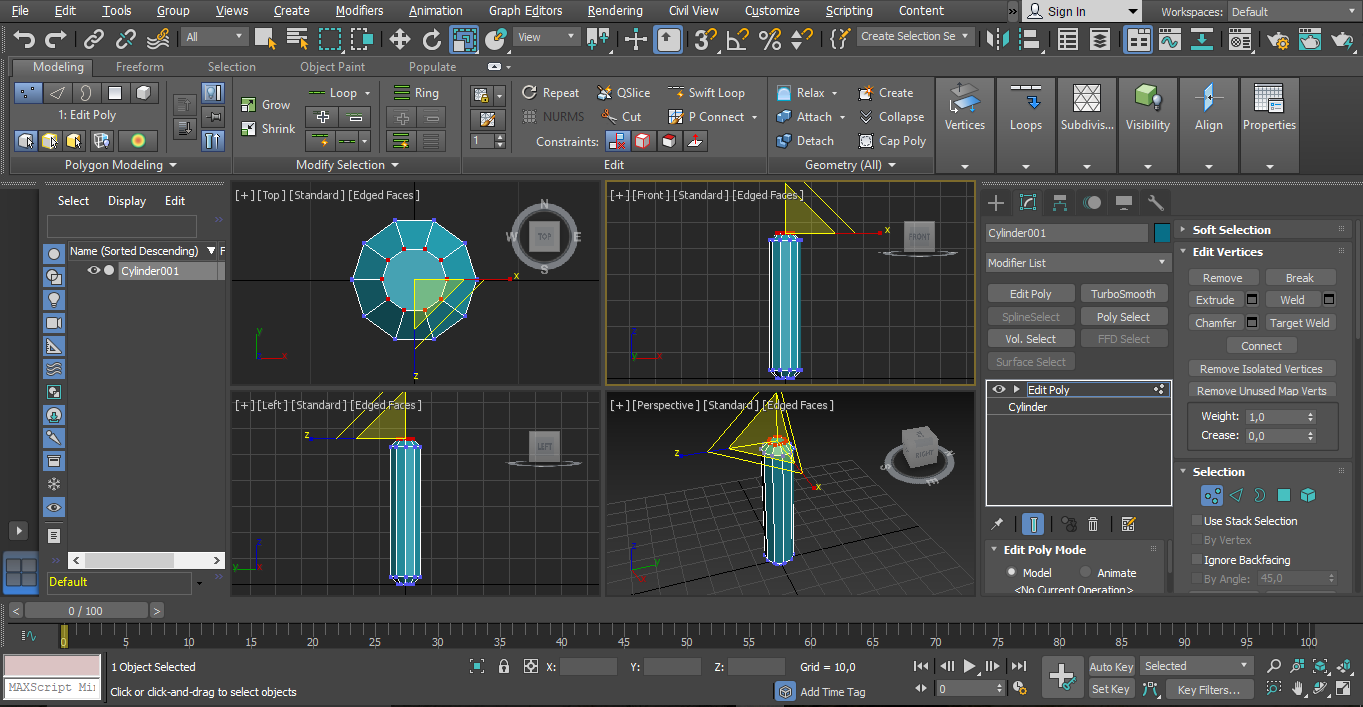 File Edit Tools Group Views Create Modifiers Animation Graph Editors Rendering Civil View Customize Scripting Content » Sign In Workspaces: Default
All View 3 Create Selection Se
Modeling Freeform Selection Object Paint Populate
1: Edit Poly
Polygon Modeling
Grow
Shrink
Loop Ring
Modify Selection
1
Repeat QSlice Swift Loop
NURMS Cut P Connect
Constraints:
Edit
Relax Create
Attach Collapse
Detach Cap Poly
Geometry (All)
Vertices Loops Subdivis... Visibility Align Properties
Select Display Edit
Name (Sorted Descending) F
Cylinder001
Default
[+] [Top] [Standard] [Edged Faces]
N
W TOP E
S
x
y
x
z
[+] [Front] [Standard] [Edged Faces]
FRONT
x
z
y x
[+] [Left] [Standard] [Edged Faces]
LEFT
z
z
y
[+] [Perspective] [Standard] [Edged Faces]
RIGHT
z
x
z
y
Cylinder001
Modifier List
Edit Poly TurboSmooth
SplineSelect Poly Select
Vol. Select FFD Select
Surface Select
Edit Poly
Cylinder
Edit Poly Mode
Model Animate
<No Current Operation>
Soft Selection
Edit Vertices
Remove Break
Extrude Weld
Chamfer Target Weld
Connect
Remove Isolated Vertices
Remove Unused Map Verts
Weight: 1,0
Crease: 0,0
Selection
Use Stack Selection
By Vertex
Ignore Backfacing
By Angle: 45,0
< 0 / 100 >
0 5 10 15 20 25 30 35 40 45 50 55 60 65 70 75 80 85 90 95 100
1 Object Selected
MAXScript Mi
Click or click-and-drag to select objects
X: Y: Z: Grid = 10,0
Add Time Tag
0
Auto Key Selected
Set Key Key Filters...